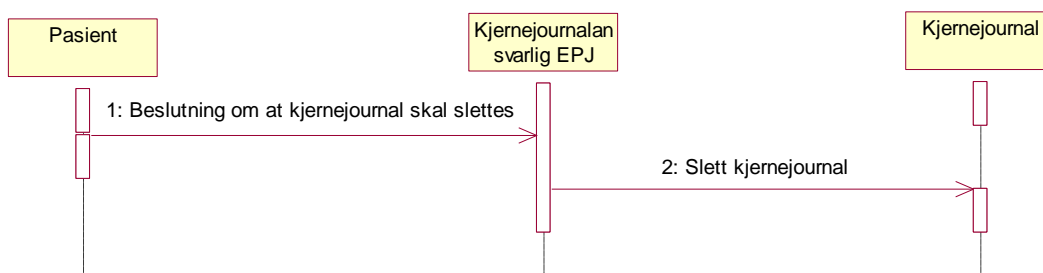 Pasient
Kjernejournalan
svarlig EPJ
Kjernejournal
1: Beslutning om at kjernejournal skal slettes
2: Slett kjernejournal